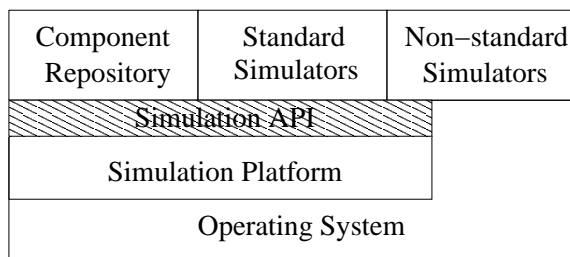 Component
Repository
Standard
Simulators
Non−standard
Simulators
Simulation API
Simulation Platform
Operating System